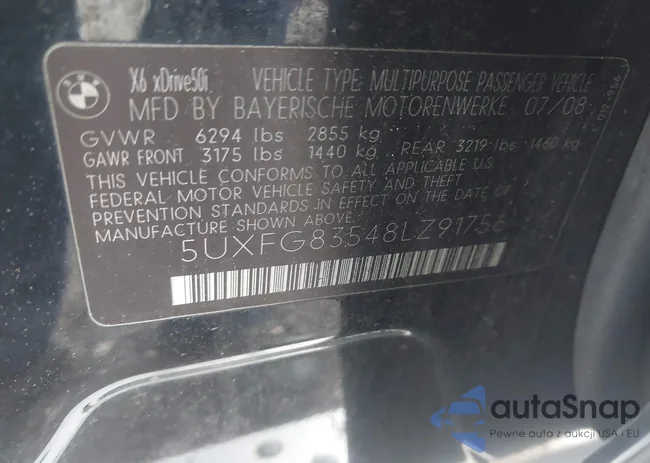 BMW
X6 xDrive50i VEHICLE TYPE: MULTIPURPOSE PASSENGER VEHICLE
MFD BY BAYERISCHE MOTORENWERKE 07/08
GVWR 6294 lbs 2855 kg
GAWR FRONT 3175 lbs 1440 kg REAR 3219 lbs 1460 kg
THIS VEHICLE CONFORMS TO ALL APPLICABLE U.S.
FEDERAL MOTOR VEHICLE SAFETY AND THEFT
PREVENTION STANDARDS IN EFFECT ON THE DATE OF
MANUFACTURE SHOWN ABOVE
5UXFG83548LZ91756
autaSnap
Pewne auta z aukcji USA i EU